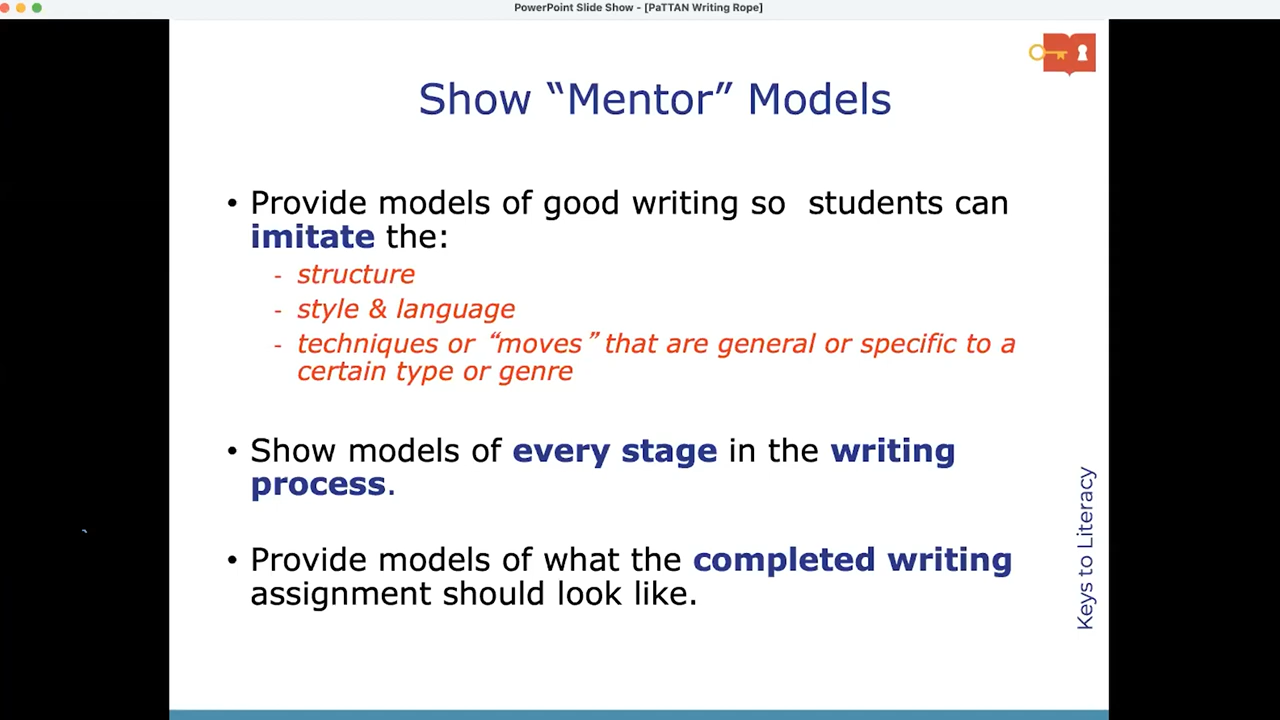 PowerPoint Slide Show - [PaTTAN Writing Rope]
Show “Mentor” Models
• Provide models of good writing so  students can
imitate the:
- structure
- style & language
- techniques or “moves” that are general or specific to a
certain type or genre
• Show models of every stage in the writing
process.
• Provide models of what the completed writing
assignment should look like.
Keys to Literacy